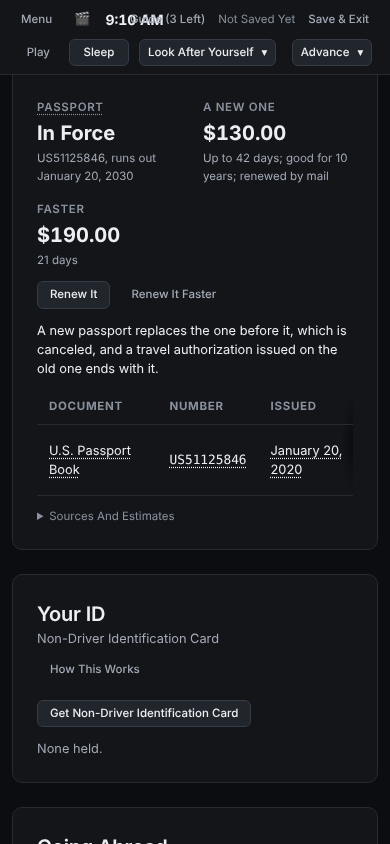 Menu 🎬 9:10 AM (3 Left) Not Saved Yet Save & Exit
Play Sleep Look After Yourself ▾ Advance ▾
PASSPORT
In Force
US51125846, runs out
January 20, 2030
A NEW ONE
$130.00
Up to 42 days; good for 10
years; renewed by mail
FASTER
$190.00
21 days
Renew It Renew It Faster
A new passport replaces the one before it, which is
canceled, and a travel authorization issued on the
old one ends with it.
DOCUMENT NUMBER ISSUED
U.S. Passport
Book
US51125846
January 20,
2020
▶ Sources And Estimates
Your ID
Non-Driver Identification Card
How This Works
Get Non-Driver Identification Card
None held.
Going Abroad